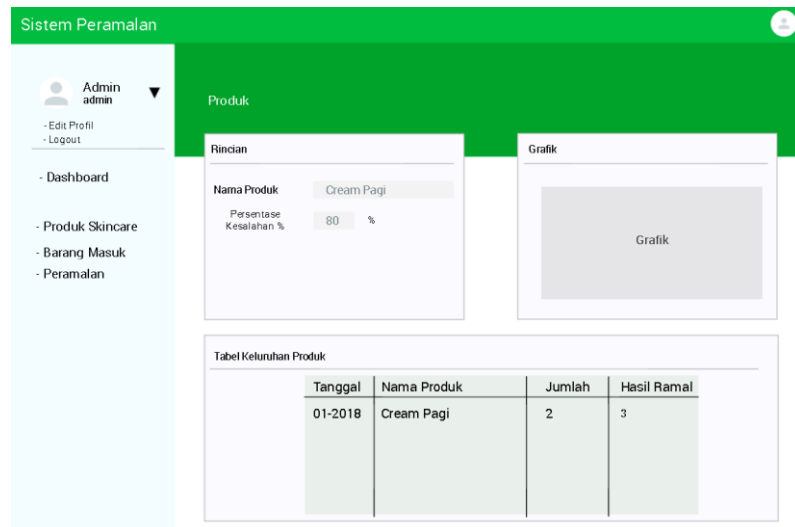 Sistem Peramalan
Admin
admin
- Edit Profil
- Logout
- Dashboard
- Produk Skincare
- Barang Masuk
- Peramalan
Produk
Rincian
Nama Produk Cream Pagi
Persentase
Kesalahan % 80 %
Grafik
Grafik
Tabel Keluruhan Produk
Tanggal Nama Produk Jumlah Hasil Ramal
01-2018 Cream Pagi 2 3